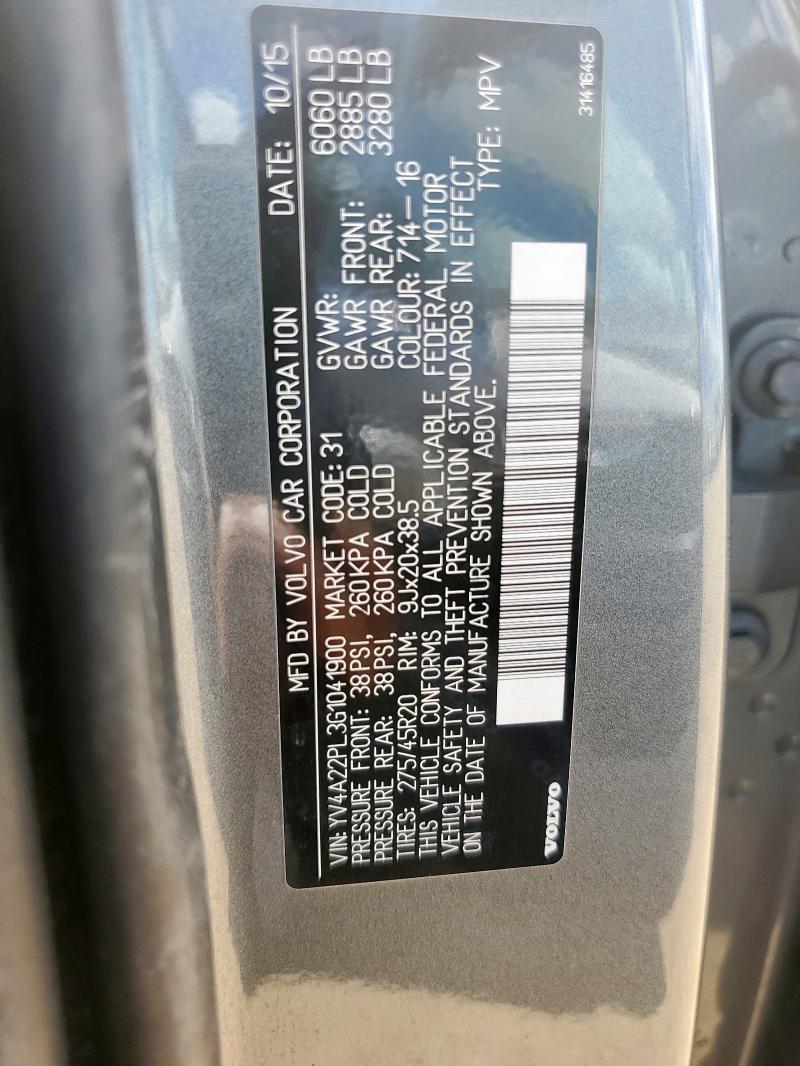 MFD BY VOLVO CAR CORPORATION DATE: 10/15
VIN: YV4A22PL3G1041900 MARKET CODE: 31 GVWR: 6060 LB
PRESSURE FRONT: 38PSI, 260KPA COLD GAWR FRONT: 2885 LB
PRESSURE REAR: 38PSI, 260KPA COLD GAWR REAR: 3280 LB
TIRES: 275/45R20 RIM: 9Jx20x38.5 COLOUR: 714— 16
THIS VEHICLE CONFORMS TO ALL APPLICABLE FEDERAL MOTOR
VEHICLE SAFETY AND THEFT PREVENTION STANDARDS IN EFFECT
ON THE DATE OF MANUFACTURE SHOWN ABOVE. TYPE: MPV
VOLVO
31416485